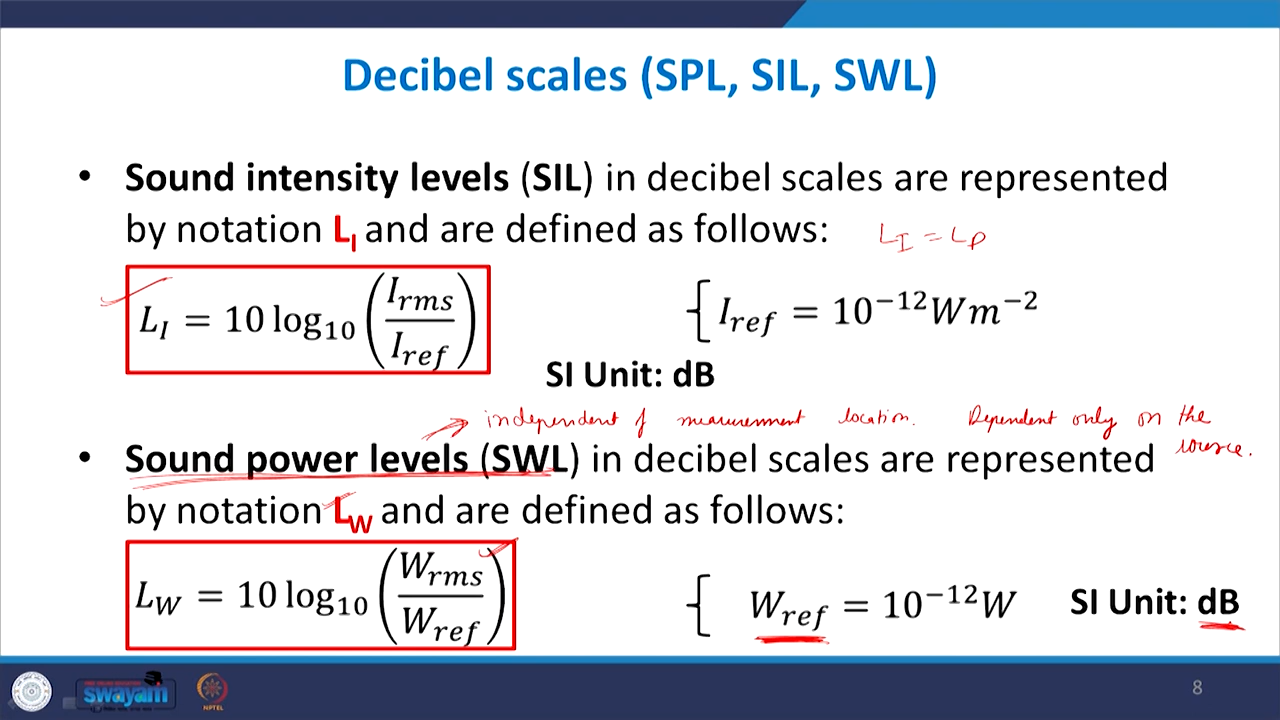 Decibel scales (SPL, SIL, SWL)
• Sound intensity levels (SIL) in decibel scales are represented
by notation L_I and are defined as follows: L_I = L_P
L_I = 10 log₁₀ (I_rms / I_ref) { I_ref = 10⁻¹² W m⁻²
SI Unit: dB
→ independent of measurement location. Dependent only on the
source.
• Sound power levels (SWL) in decibel scales are represented
by notation L_W and are defined as follows:
L_W = 10 log₁₀ (W_rms / W_ref) { W_ref = 10⁻¹² W SI Unit: dB
swayam
NPTEL
8